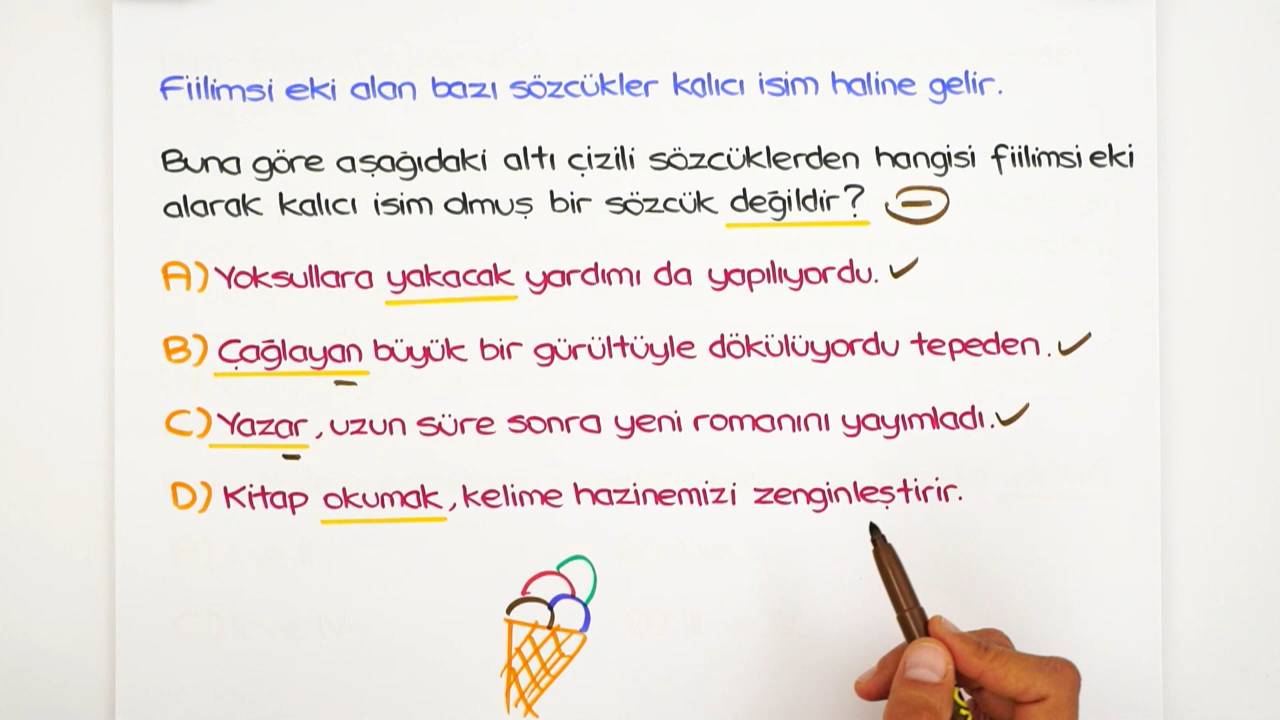 Fiilimsi eki alan bazı sözcükler kalıcı isim haline gelir.
Buna göre aşağıdaki altı çizili sözcüklerden hangisi fiilimsi eki
alarak kalıcı isim olmuş bir sözcük değildir?
A) Yoksullara yakacak yardımı da yapılıyordu.
B) Çağlayan büyük bir gürültüyle dökülüyordu tepeden.
C) Yazar, uzun süre sonra yeni romanını yayımladı.
D) Kitap okumak, kelime hazinemizi zenginleştirir.